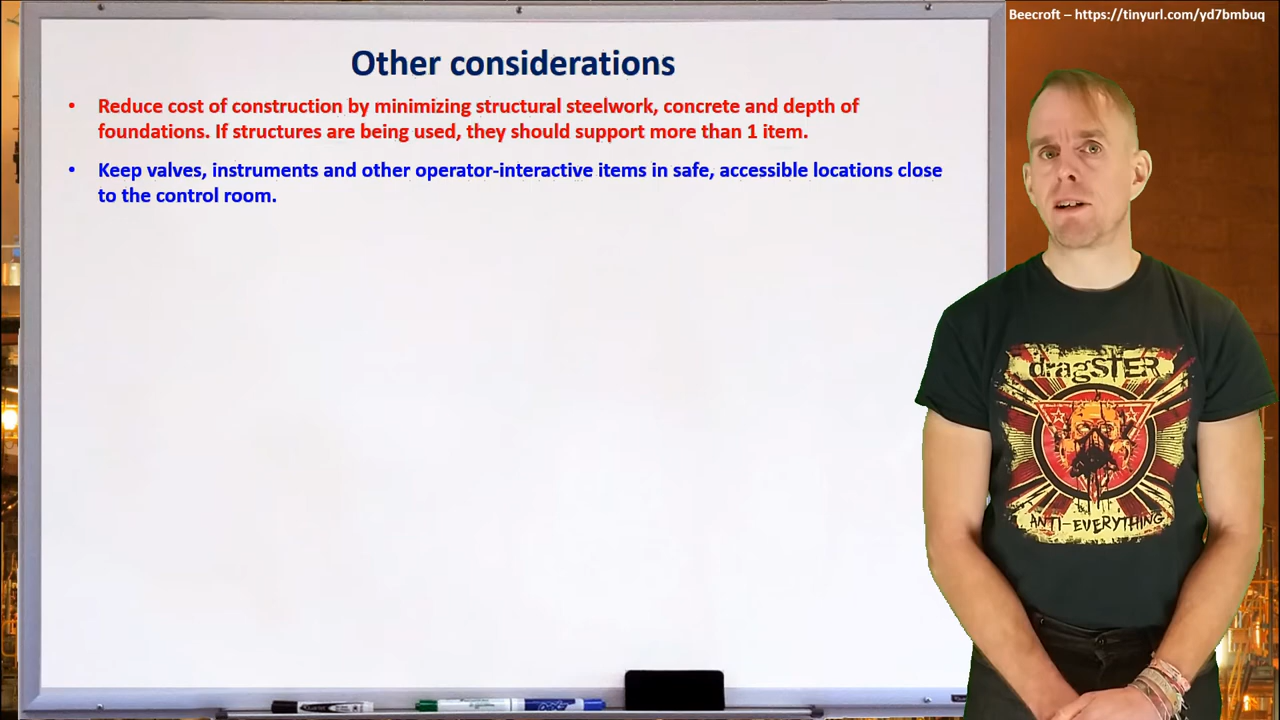 Beecroft – https://tinyurl.com/yd7bmbuq
Other considerations
• Reduce cost of construction by minimizing structural steelwork, concrete and depth of
foundations. If structures are being used, they should support more than 1 item.
• Keep valves, instruments and other operator-interactive items in safe, accessible locations close
to the control room.
dragSTER
ANTI-EVERYTHING